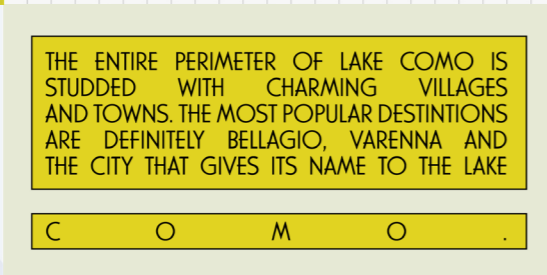 THE ENTIRE PERIMETER OF LAKE COMO IS
STUDDED WITH CHARMING VILLAGES
AND TOWNS. THE MOST POPULAR DESTINTIONS
ARE DEFINITELY BELLAGIO, VARENNA AND
THE CITY THAT GIVES ITS NAME TO THE LAKE
C O M O .